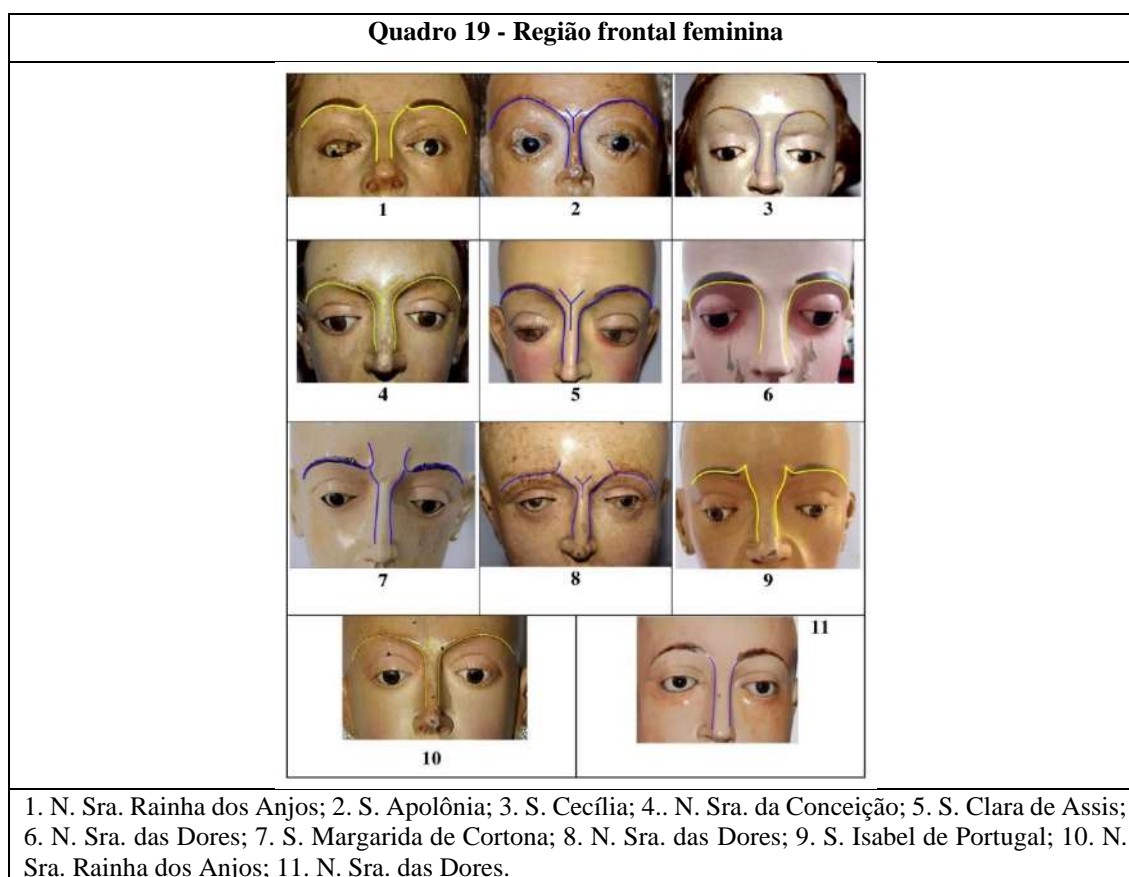 Quadro 19 - Região frontal feminina
1
2
3
4
5
6
7
8
9
11
10
1. N. Sra. Rainha dos Anjos; 2. S. Apolônia; 3. S. Cecília; 4.. N. Sra. da Conceição; 5. S. Clara de Assis;
6. N. Sra. das Dores; 7. S. Margarida de Cortona; 8. N. Sra. das Dores; 9. S. Isabel de Portugal; 10. N.
Sra. Rainha dos Anjos; 11. N. Sra. das Dores.